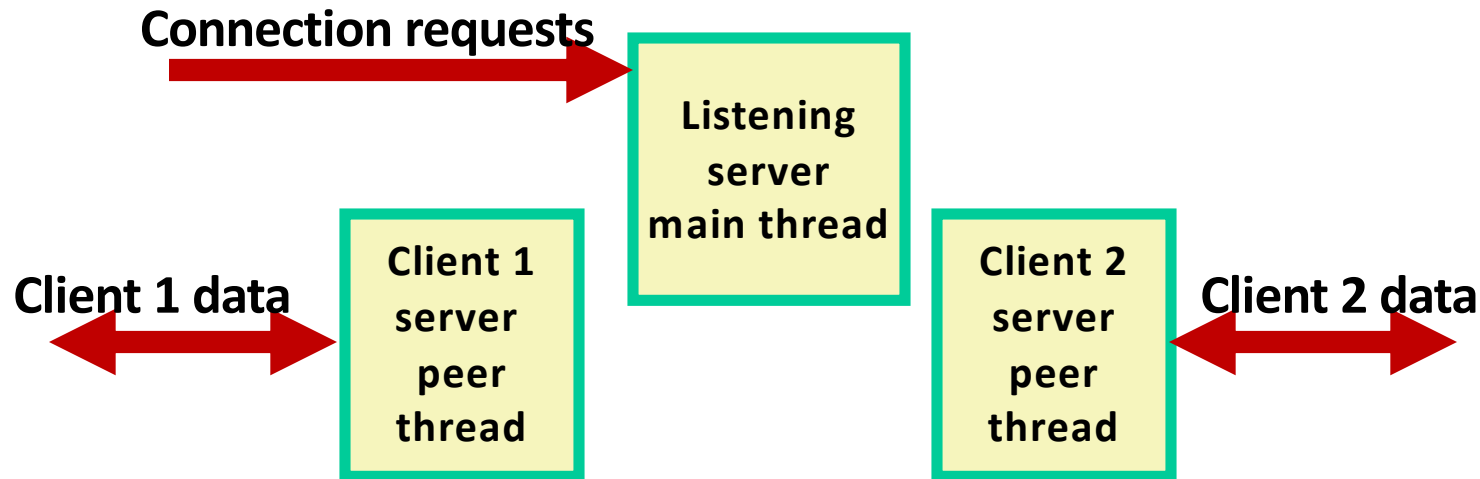 Connection requests
Listening
server
main thread
Client 1
server
peer
thread
Client 2
server
peer
thread
Client 1 data
Client 2 data